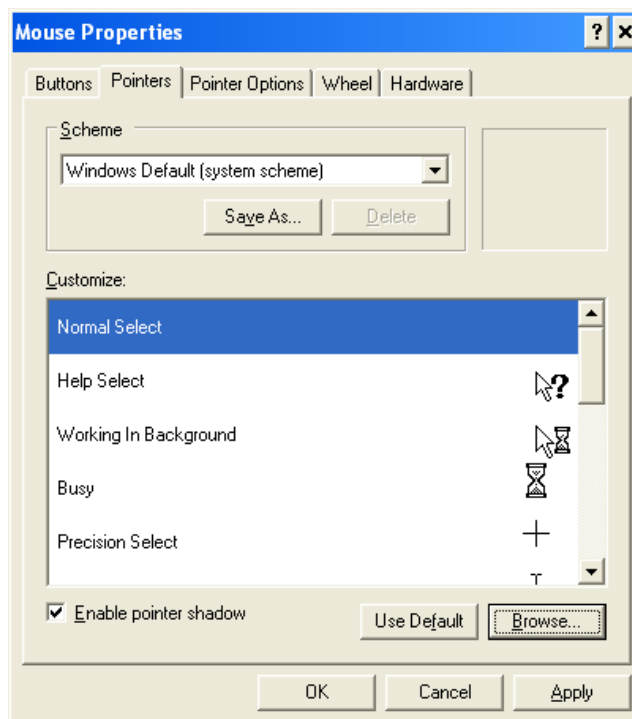 Mouse Properties
Buttons Pointers Pointer Options Wheel Hardware
Scheme
Windows Default (system scheme)
Save As... Delete
Customize:
Normal Select
Help Select
Working In Background
Busy
Precision Select
Enable pointer shadow
Use Default Browse...
OK Cancel Apply